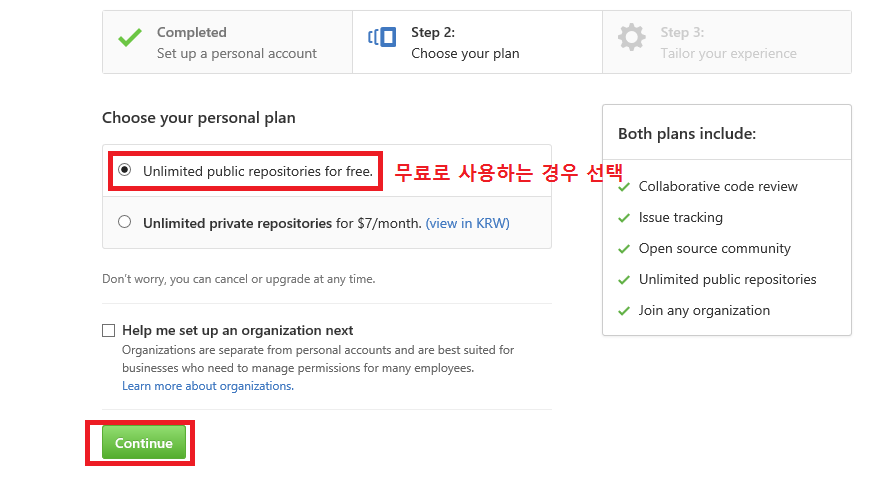 Completed
Set up a personal account
Step 2:
Choose your plan
Step 3:
Tailor your experience
Choose your personal plan
Unlimited public repositories for free.
무료로 사용하는 경우 선택
Unlimited private repositories for $7/month. (view in KRW)
Don't worry, you can cancel or upgrade at any time.
Help me set up an organization next
Organizations are separate from personal accounts and are best suited for
businesses who need to manage permissions for many employees.
Learn more about organizations.
Continue
Both plans include:
Collaborative code review
Issue tracking
Open source community
Unlimited public repositories
Join any organization